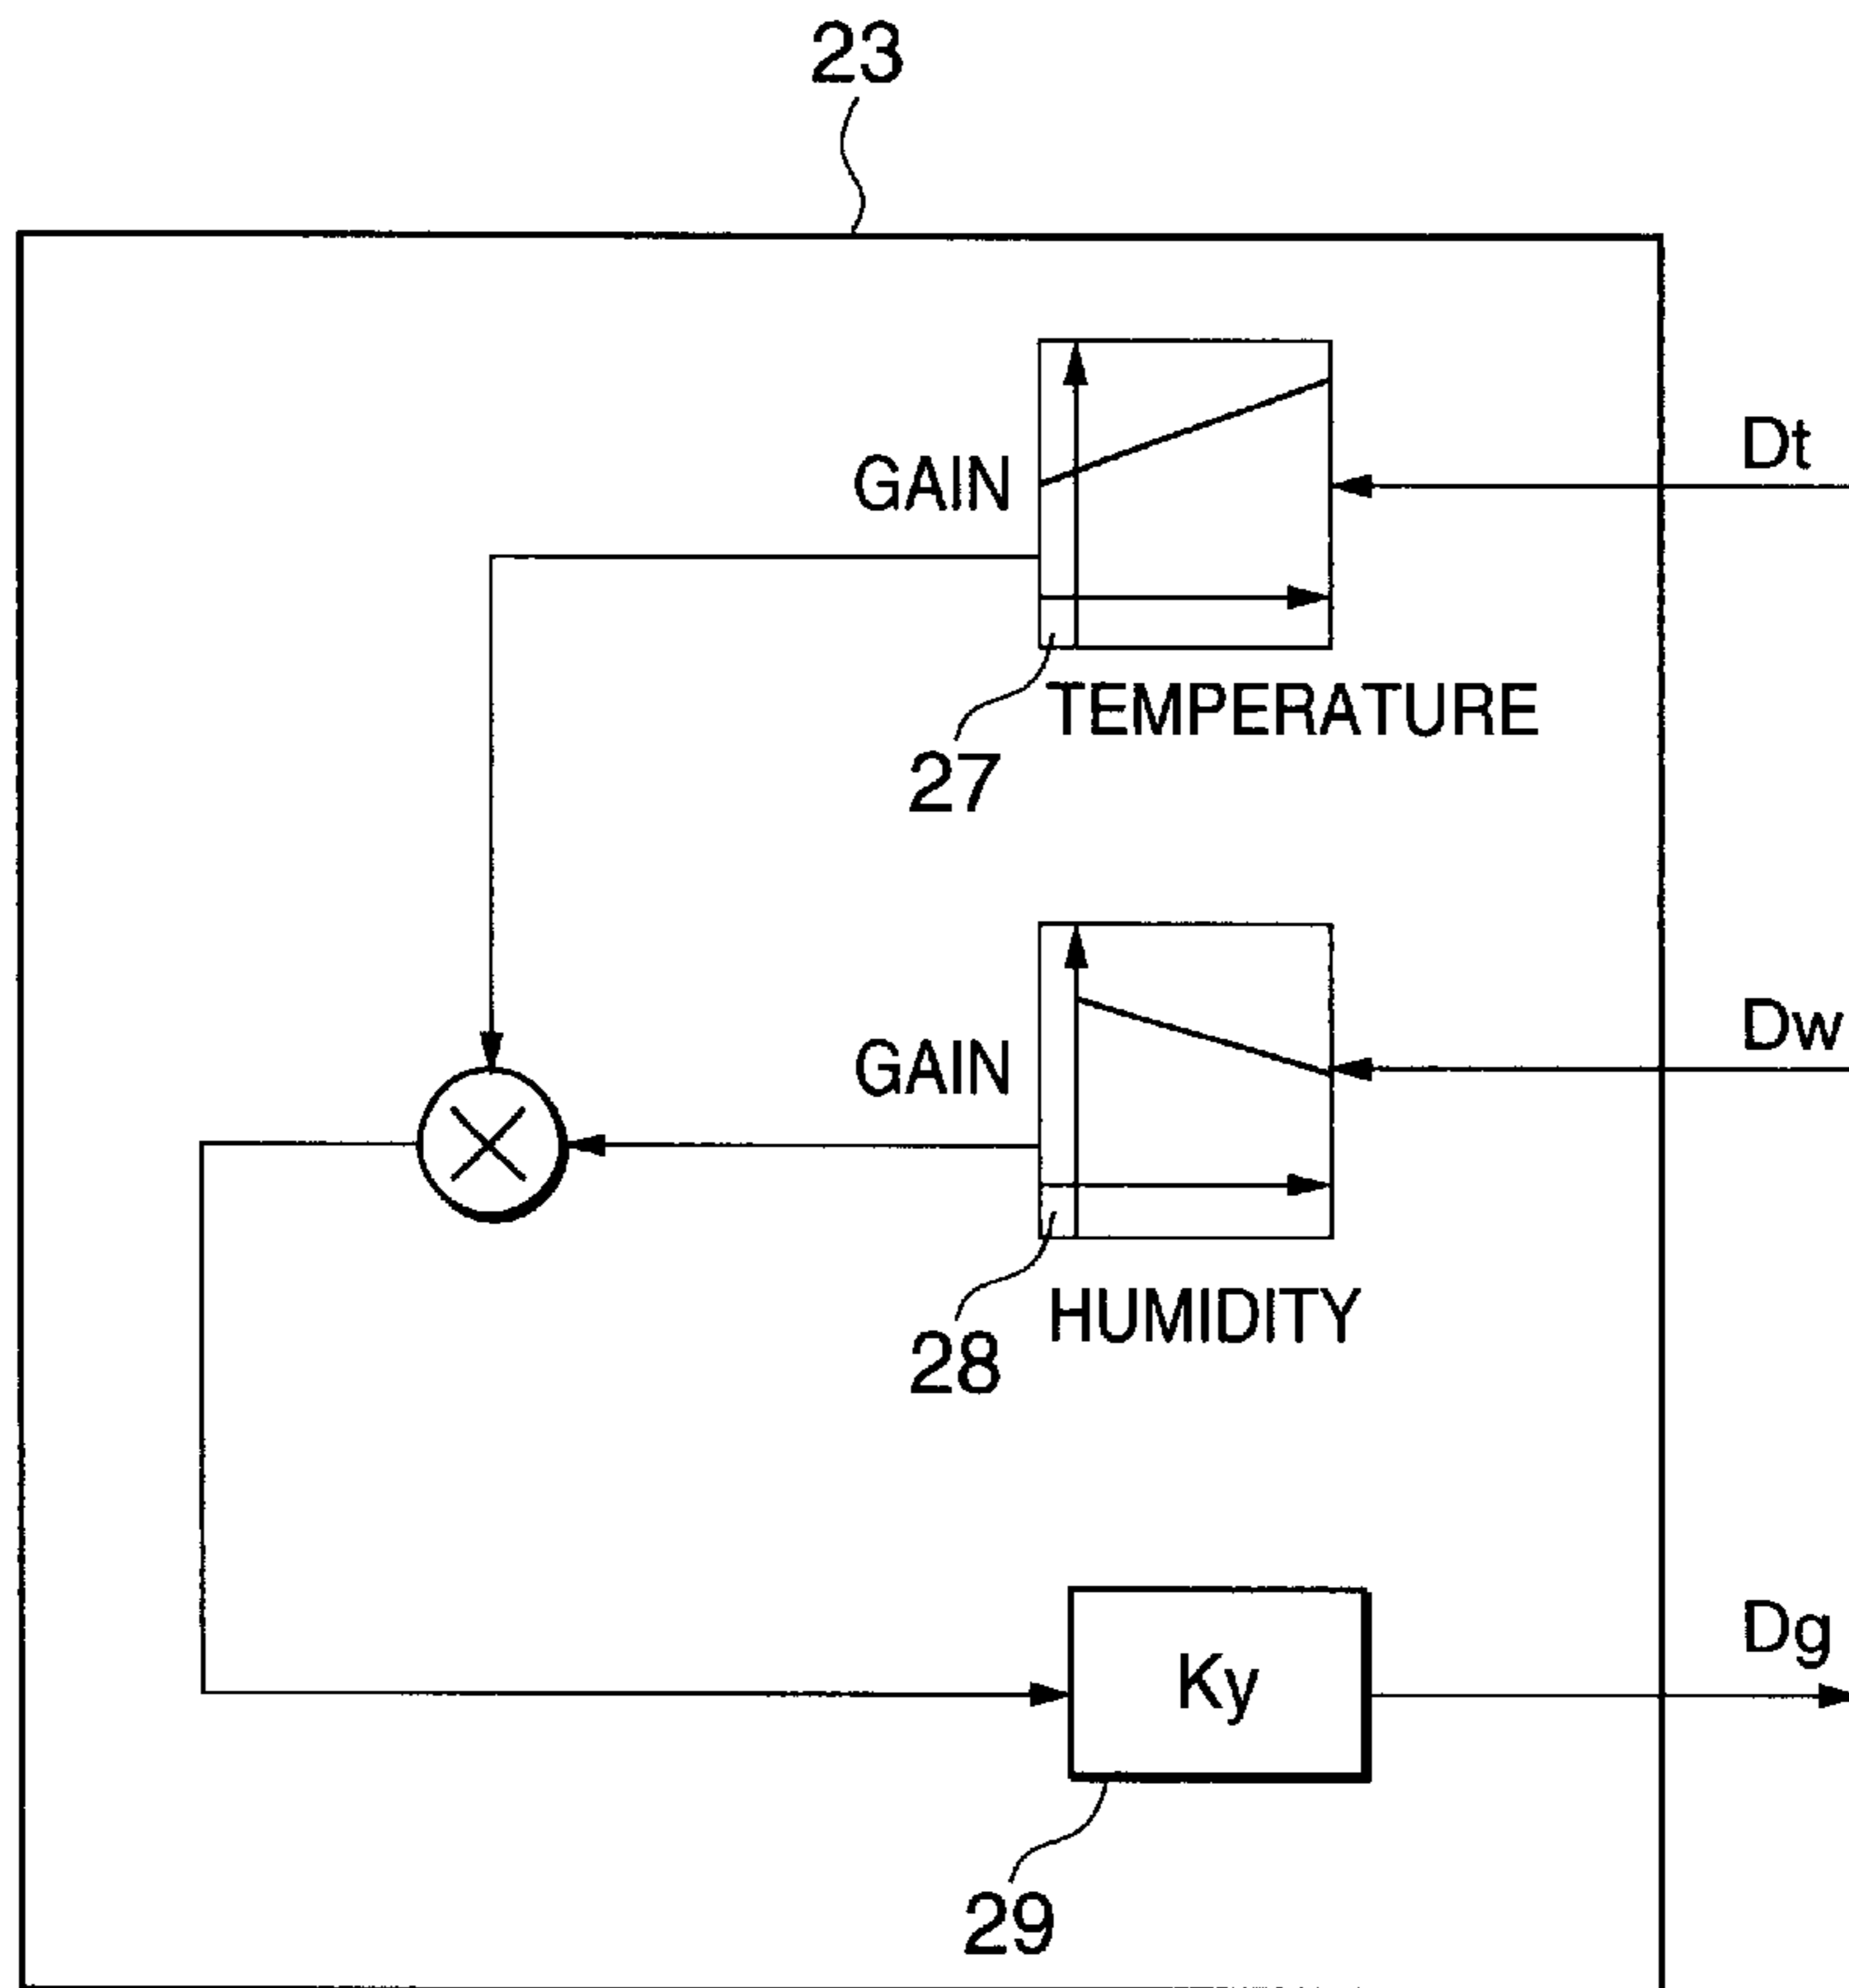 23
Dt
GAIN
TEMPERATURE
27
Dw
GAIN
HUMIDITY
28
Dg
Ky
29